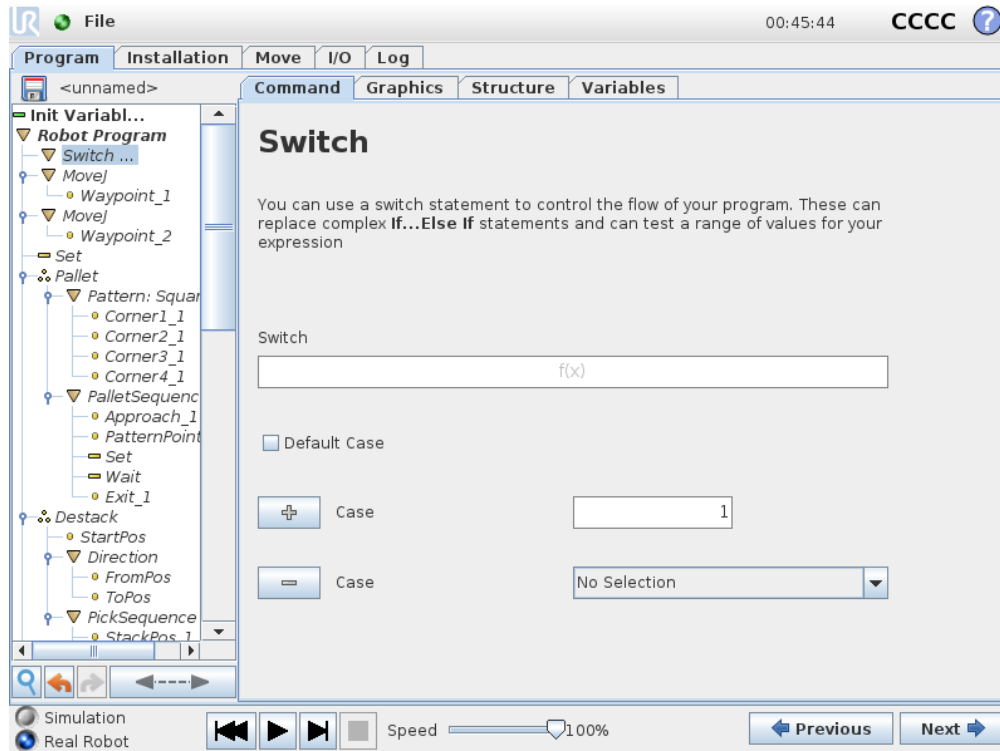 UR File 00:45:44 CCCC ?
Program Installation Move I/O Log
<unnamed> Command Graphics Structure Variables
Init Variabl...
Robot Program
Switch ...
MoveJ
Waypoint_1
MoveJ
Waypoint_2
Set
Pallet
Pattern: Squar
Corner1_1
Corner2_1
Corner3_1
Corner4_1
PalletSequenc
Approach_1
PatternPoint
Set
Wait
Exit_1
Destack
StartPos
Direction
FromPos
ToPos
PickSequence
StackPos_1
Switch
You can use a switch statement to control the flow of your program. These can
replace complex If...Else If statements and can test a range of values for your
expression
Switch
f(x)
Default Case
Case 1
Case No Selection
Simulation
Real Robot
Speed 100%
Previous Next